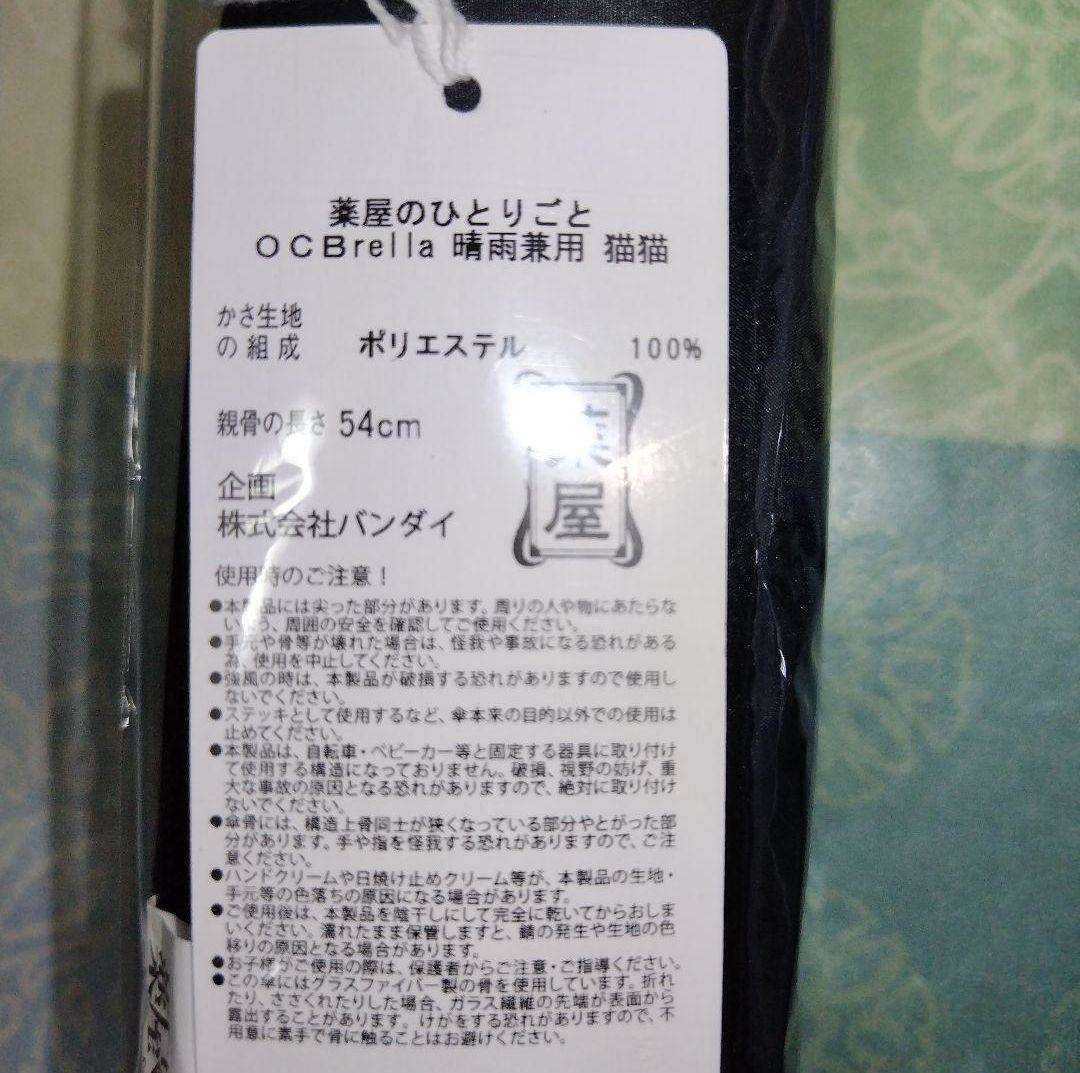 薬屋のひとりごと
OCBrella 晴雨兼用 猫猫
かさ生地
の組成 ポリエステル 100%
親骨の長さ 54cm
屋
企画
株式会社バンダイ
使用時のご注意！
●本製品には尖った部分があります。周りの人や物にあたらな
いよう、周囲の安全を確認してご使用ください。
●手元や骨等が壊れた場合は、怪我や事故になる恐れがある
為、使用を中止してください。
●強風の時は、本製品が破損する恐れがありますので使用し
ないでください。
●ステッキとして使用するなど、傘本来の目的以外での使用は
止めてください。
●本製品は、自転車・ベビーカー等と固定する器具に取り付け
て使用する構造になっておりません。破損、視野の妨げ、重
大な事故の原因となる恐れがありますので、絶対に取り付け
ないでください。
●傘骨には、構造上骨同士が狭くなっている部分やとがった部
分があります。手や指を怪我する恐れがありますので、ご注
意ください。
●ハンドクリームや日焼け止めクリーム等が、本製品の生地・
手元等の色落ちの原因になる場合があります。
●ご使用後は、本製品を陰干しにして完全に乾いてからおしま
いください。濡れたまま保管しますと、錆の発生や生地の色
移りの原因となる場合があります。
●お子様がご使用の際は、保護者からご注意・ご指導ください。
●この傘にはグラスファイバー製の骨を使用しています。折れ
たり、ささくれたりした場合、ガラス繊維の先端が表面から
露出することがあります。けがをする恐れがありますので、不
用意に素手で骨に触ることはお避けください。